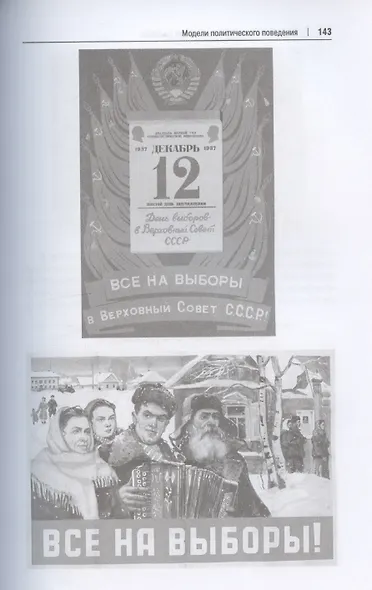 Модели политического поведения | 143
1937 ДЕКАБРЬ 1937
12
День выборов
в Верховный Совет
СССР
ВСЕ НА ВЫБОРЫ
В ВЕРХОВНЫЙ СОВЕТ СССР!
ВСЕ НА ВЫБОРЫ!